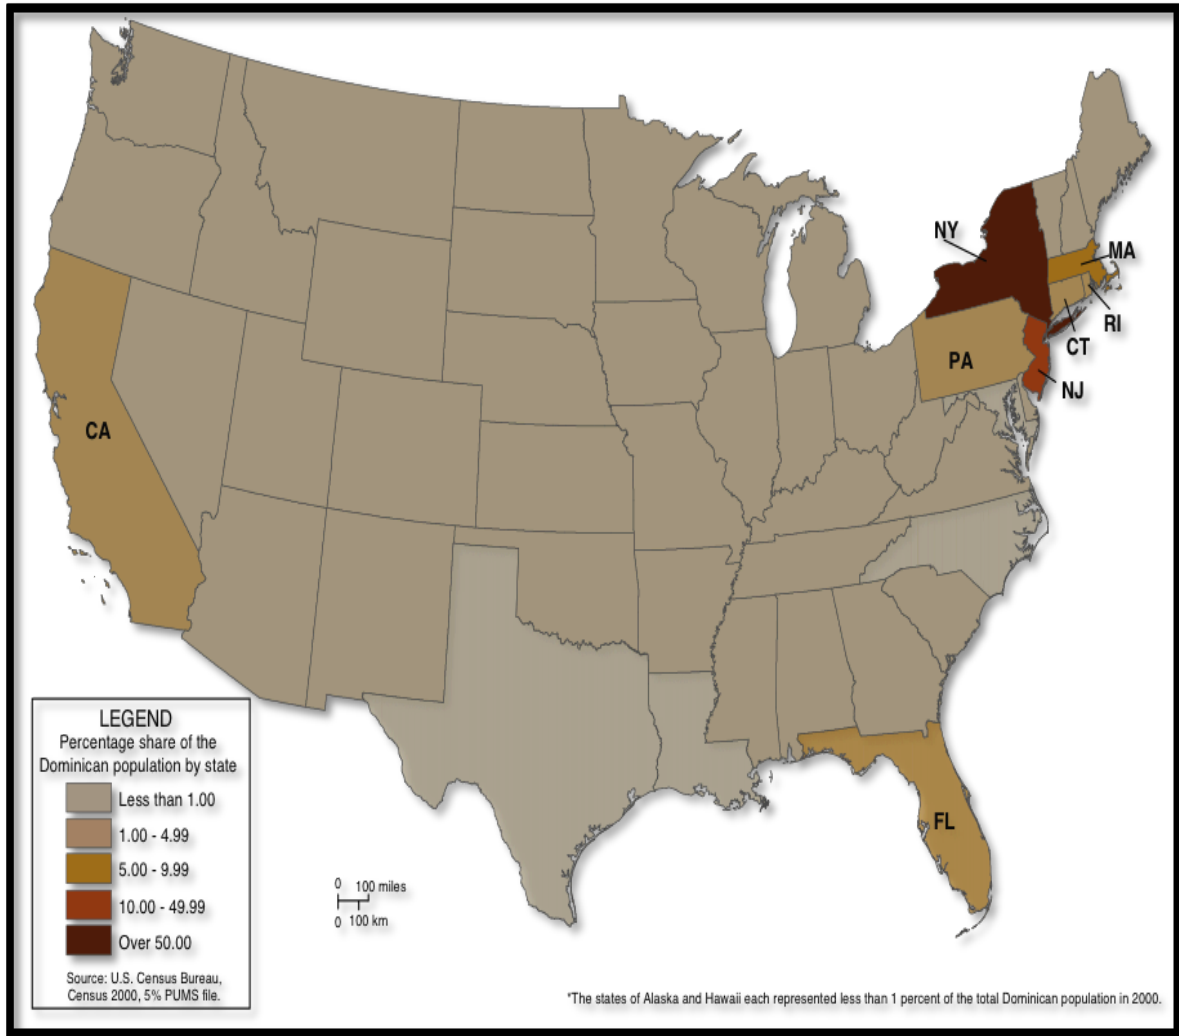 NY
MA
RI
CT
PA
NJ
CA
FL
LEGEND
Percentage share of the
Dominican population by state
Less than 1.00
1.00 - 4.99
5.00 - 9.99
10.00 - 49.99
Over 50.00
Source: U.S. Census Bureau,
Census 2000, 5% PUMS file.
0 100 miles
0 100 km
*The states of Alaska and Hawaii each represented less than 1 percent of the total Dominican population in 2000.